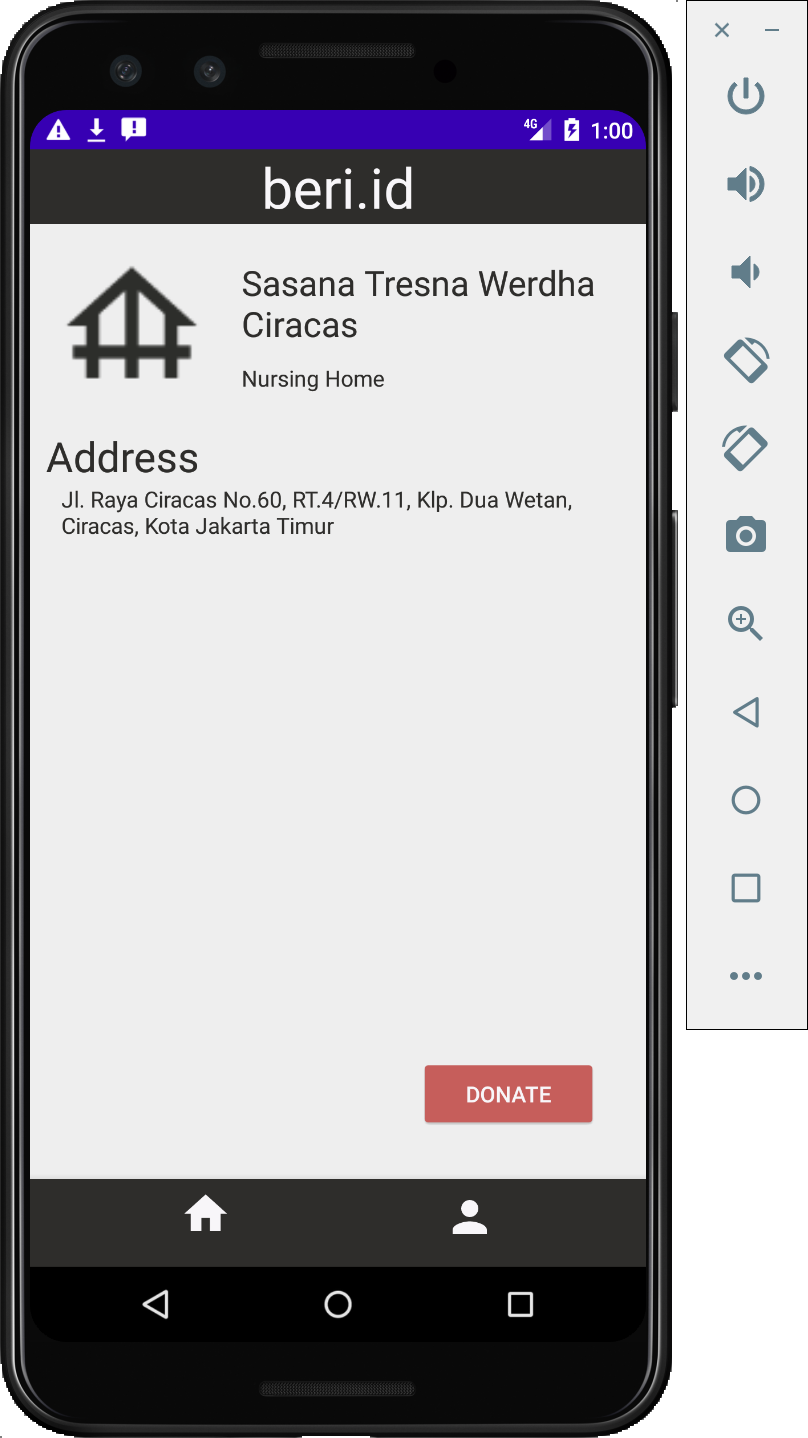 4G 1:00
beri.id
Sasana Tresna Werdha
Ciracas
Nursing Home
Address
Jl. Raya Ciracas No.60, RT.4/RW.11, Klp. Dua Wetan,
Ciracas, Kota Jakarta Timur
DONATE